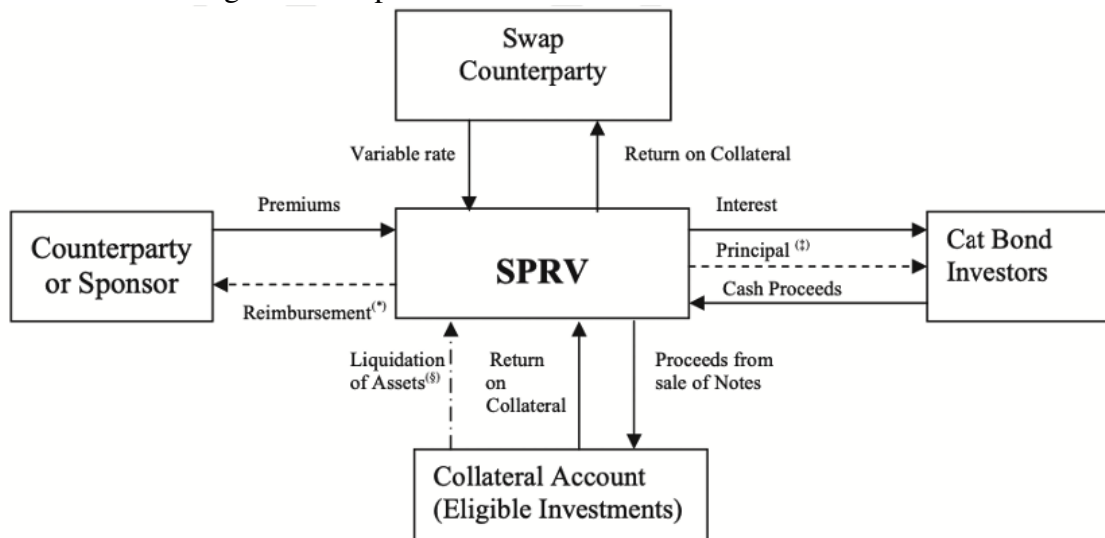 Swap
Counterparty
Variable rate
Return on Collateral
Premiums
Interest
Counterparty
or Sponsor
SPRV
Principal (‡)
Cat Bond
Investors
Reimbursement(*)
Cash Proceeds
Liquidation
of Assets(§)
Return
on
Collateral
Proceeds from
sale of Notes
Collateral Account
(Eligible Investments)